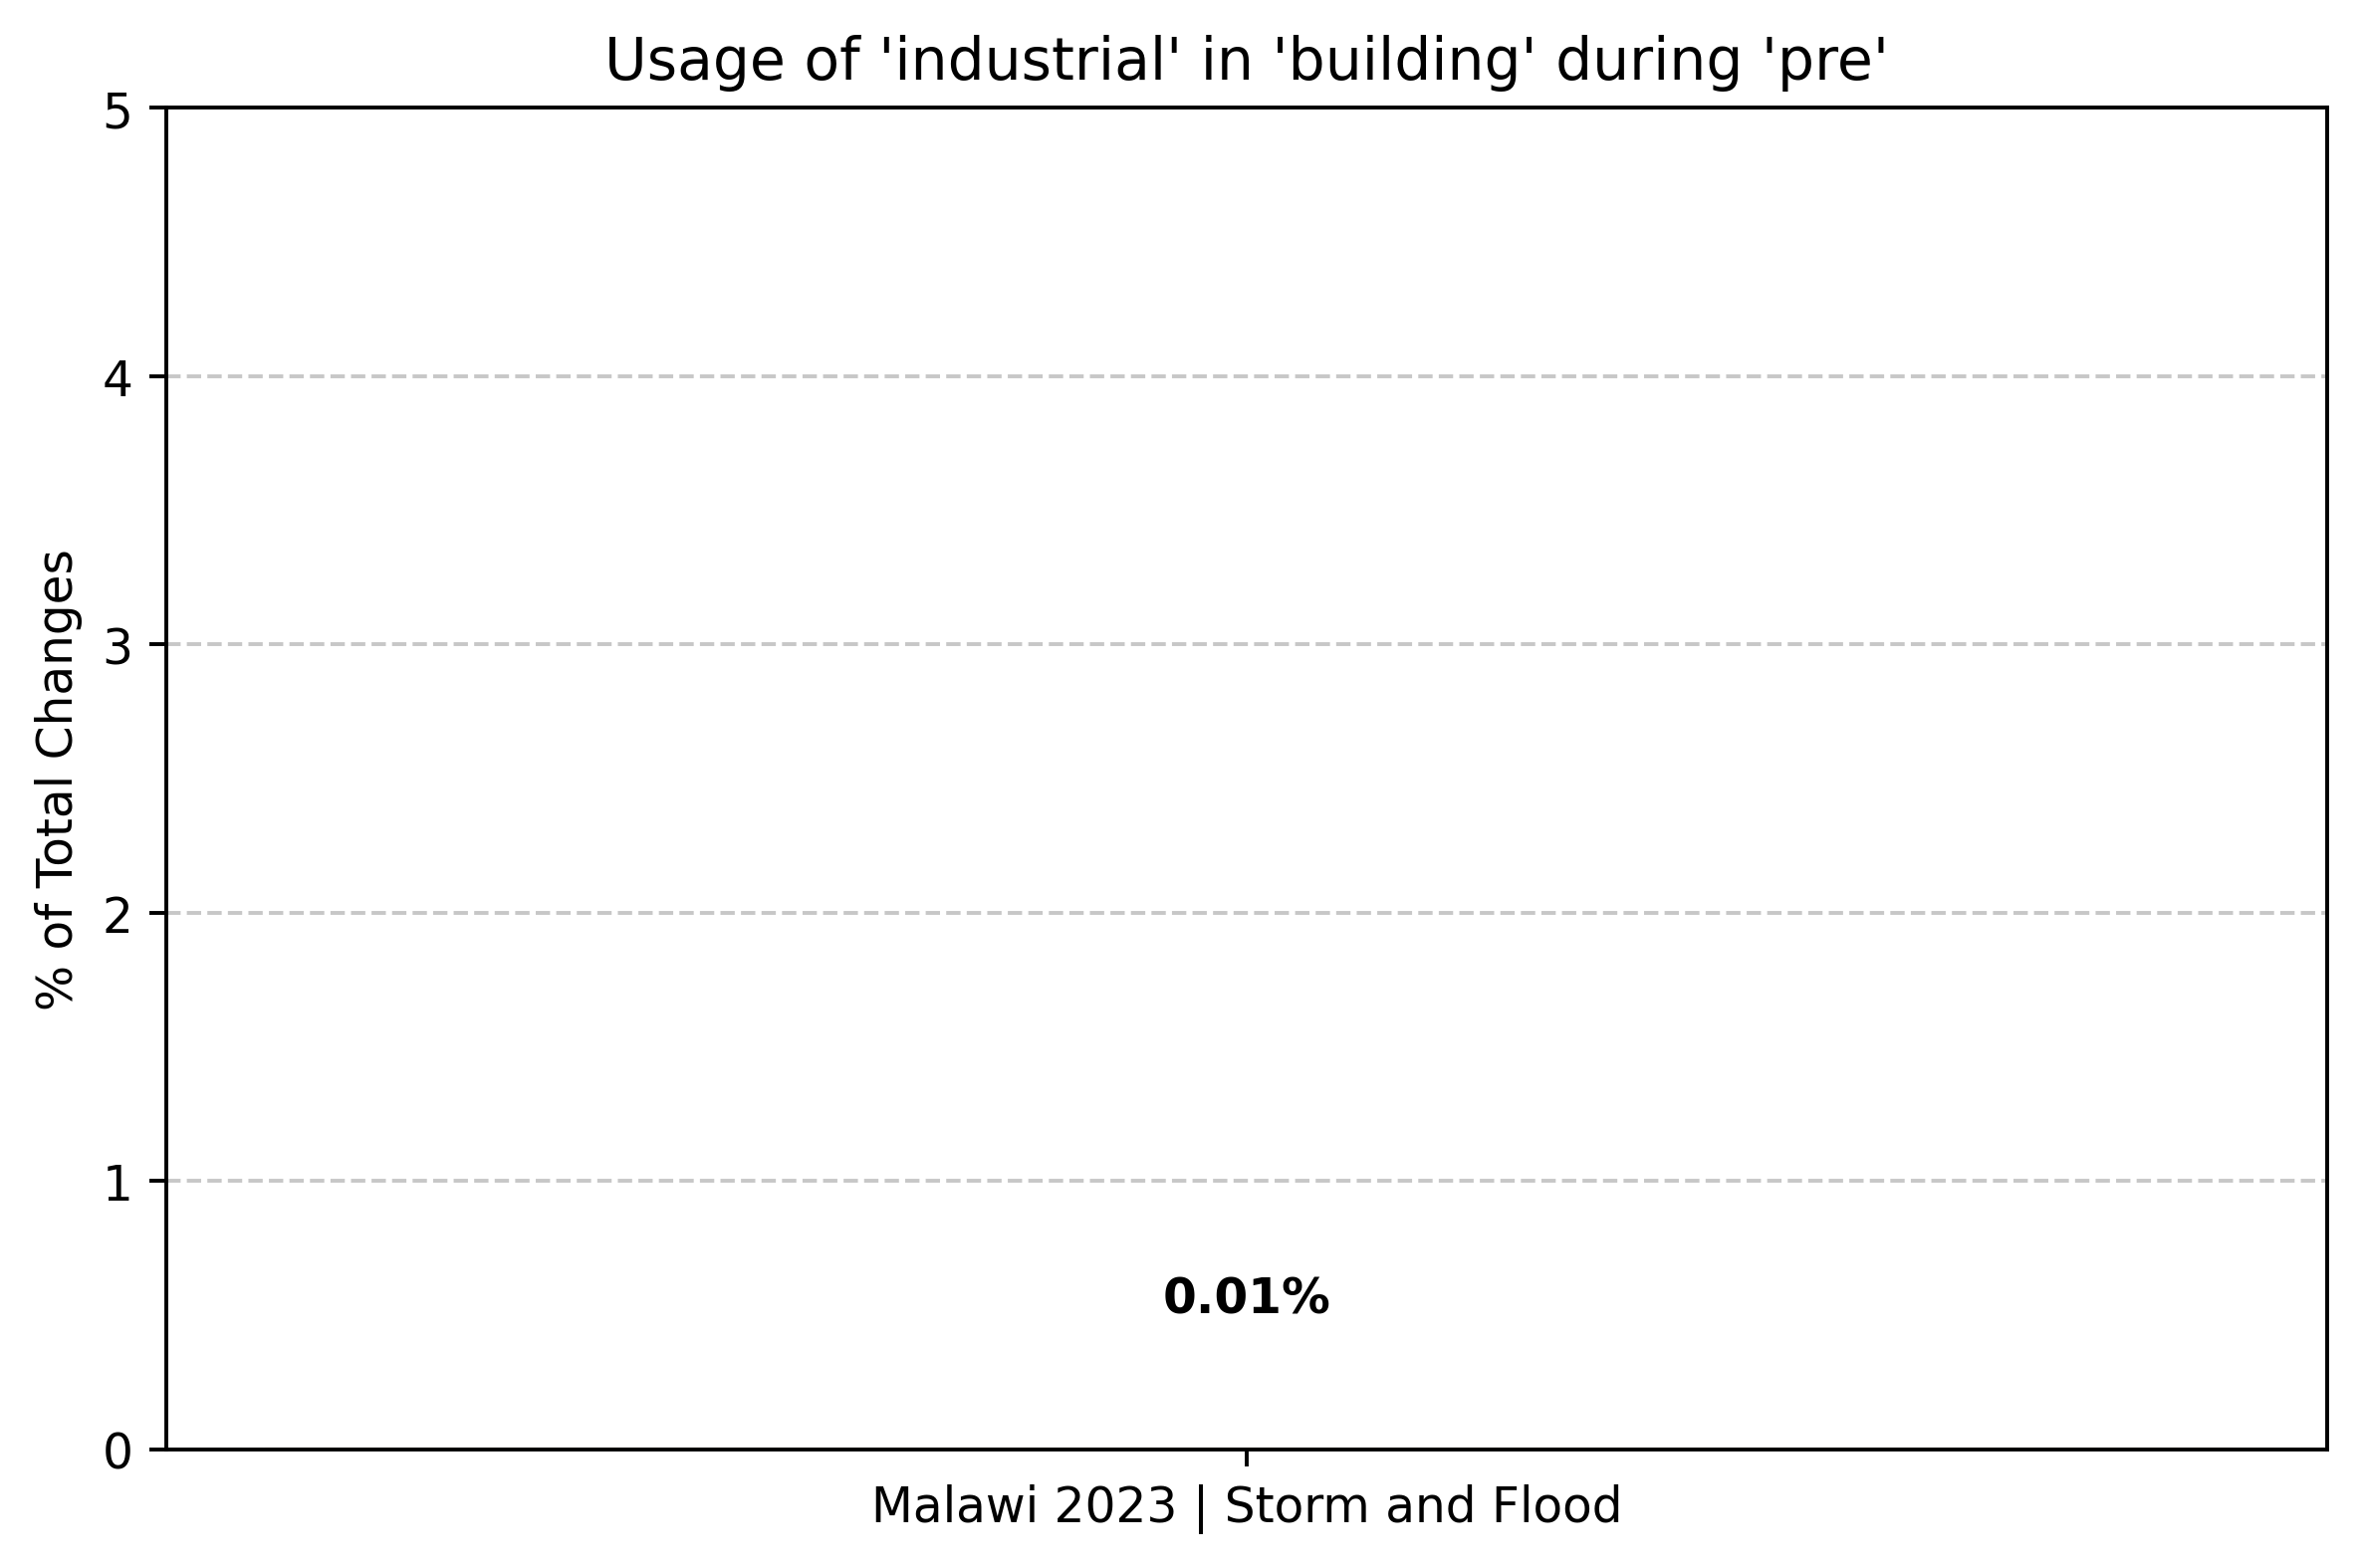 Usage of 'industrial' in 'building' during 'pre'
% of Total Changes
5
4
3
2
1
0
0.01%
Malawi 2023 | Storm and Flood